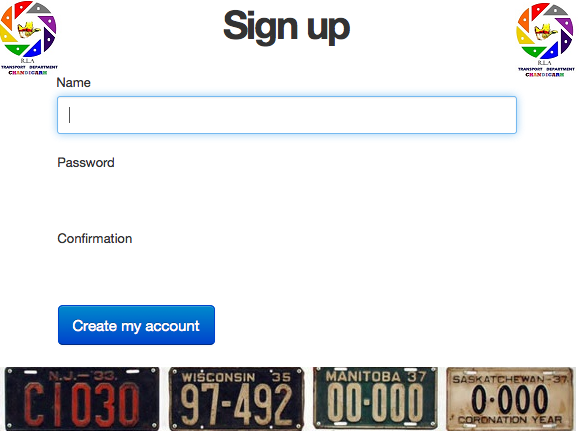 Sign up
R.L.A
TRANSPORT DEPARTMENT
CHANDIGARH
R.L.A
TRANSPORT DEPARTMENT
CHANDIGARH
Name
Password
Confirmation
Create my account
N.J.-'33.
C1030
WISCONSIN 35
97-492
MANITOBA 37
00·000
SASKATCHEWAN-37
0·000
CORONATION YEAR